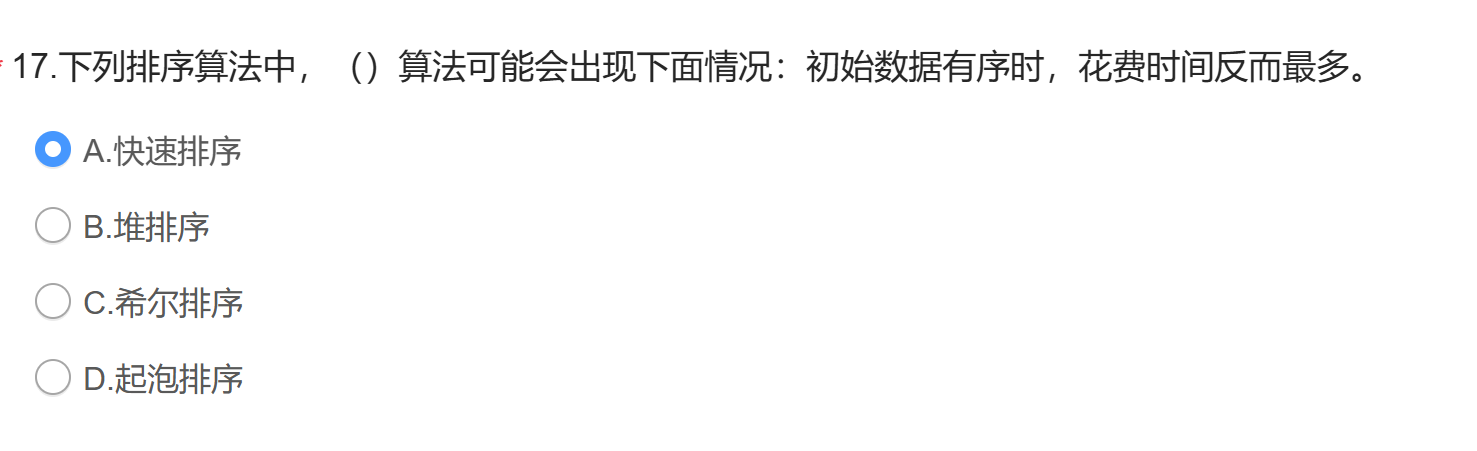 * 17.下列排序算法中，（）算法可能会出现下面情况：初始数据有序时，花费时间反而最多。
A.快速排序
B.堆排序
C.希尔排序
D.起泡排序